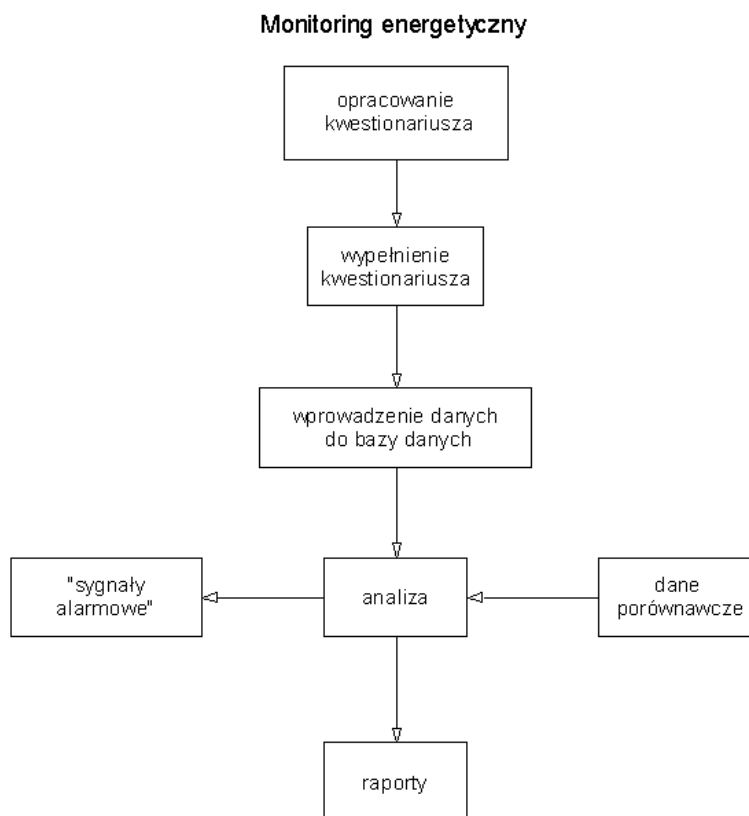 Monitoring energetyczny
opracowanie
kwestionariusza
wypełnienie
kwestionariusza
wprowadzenie danych
do bazy danych
"sygnały
alarmowe"
analiza
dane
porównawcze
raporty